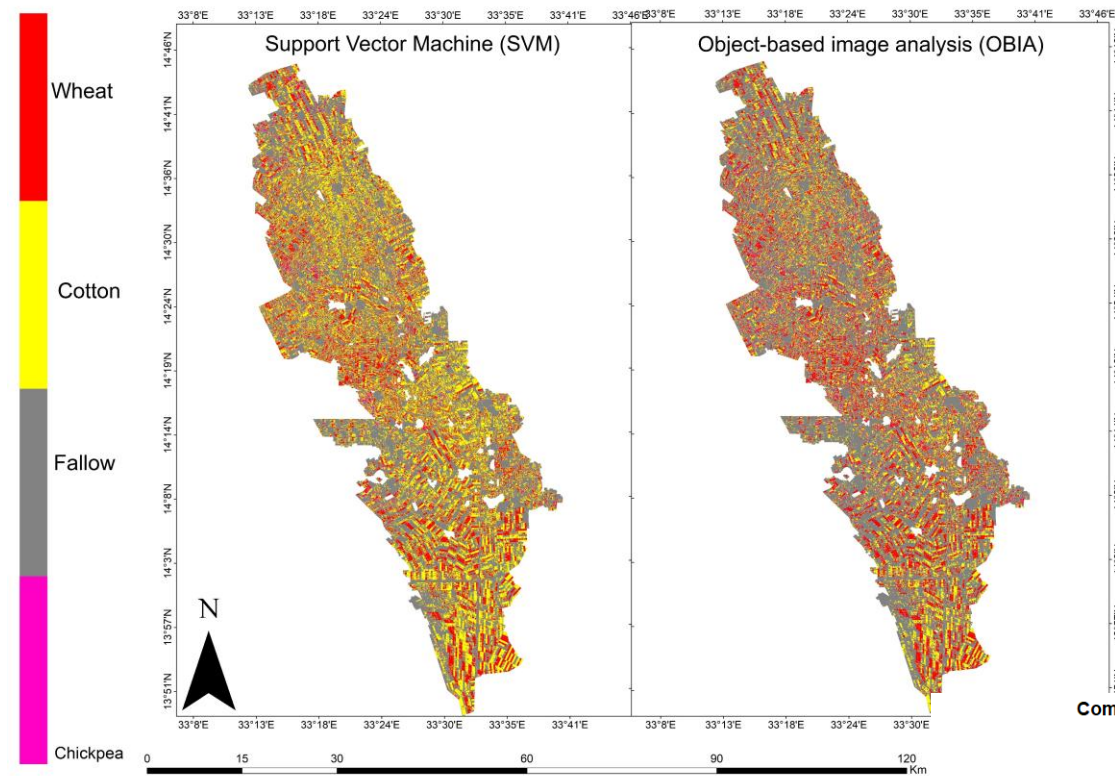 33°8'E 33°13'E 33°18'E 33°24'E 33°30'E 33°35'E 33°41'E 33°46'E 33°8'E 33°13'E 33°18'E 33°24'E 33°30'E 33°35'E 33°41'E 33°46'E
Support Vector Machine (SVM)
Object-based image analysis (OBIA)
Wheat
Cotton
Fallow
Chickpea
14°46'N
14°41'N
14°36'N
14°30'N
14°24'N
14°19'N
14°14'N
14°8'N
14°3'N
13°57'N
13°51'N
N
Com
33°8'E 33°13'E 33°18'E 33°24'E 33°30'E 33°35'E 33°41'E 33°8'E 33°13'E 33°18'E 33°24'E 33°30'E
0 15 30 60 90 120
Km